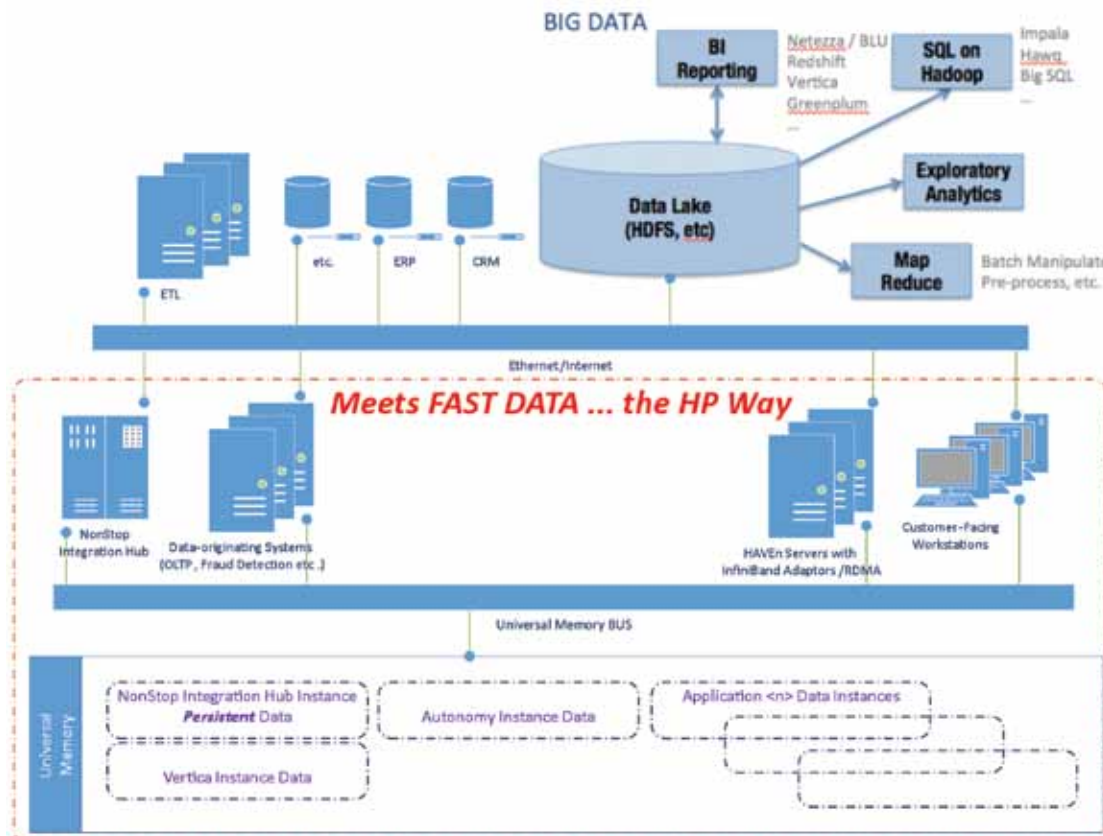 BIG DATA
BI
Reporting
Netezza / BLU
Redshift
Vertica
Greenplum
...
SQL on
Hadoop
Impala
Hawq
Big SQL
...
Data Lake
(HDFS, etc)
Exploratory
Analytics
Map
Reduce
Batch Manipulate
Pre-process, etc.
ETL
etc.
ERP
CRM
Ethernet/Internet
Meets FAST DATA ... the HP Way
NonStop
Integration Hub
Data-originating Systems
(OLTP, Fraud Detection etc.)
HAVEn Servers with
InfiniBand Adaptors /RDMA
Customer-Facing
Workstations
Universal Memory BUS
Universal
Memory
NonStop Integration Hub Instance
Persistent Data
Autonomy Instance Data
Application <n> Data Instances
Vertica Instance Data